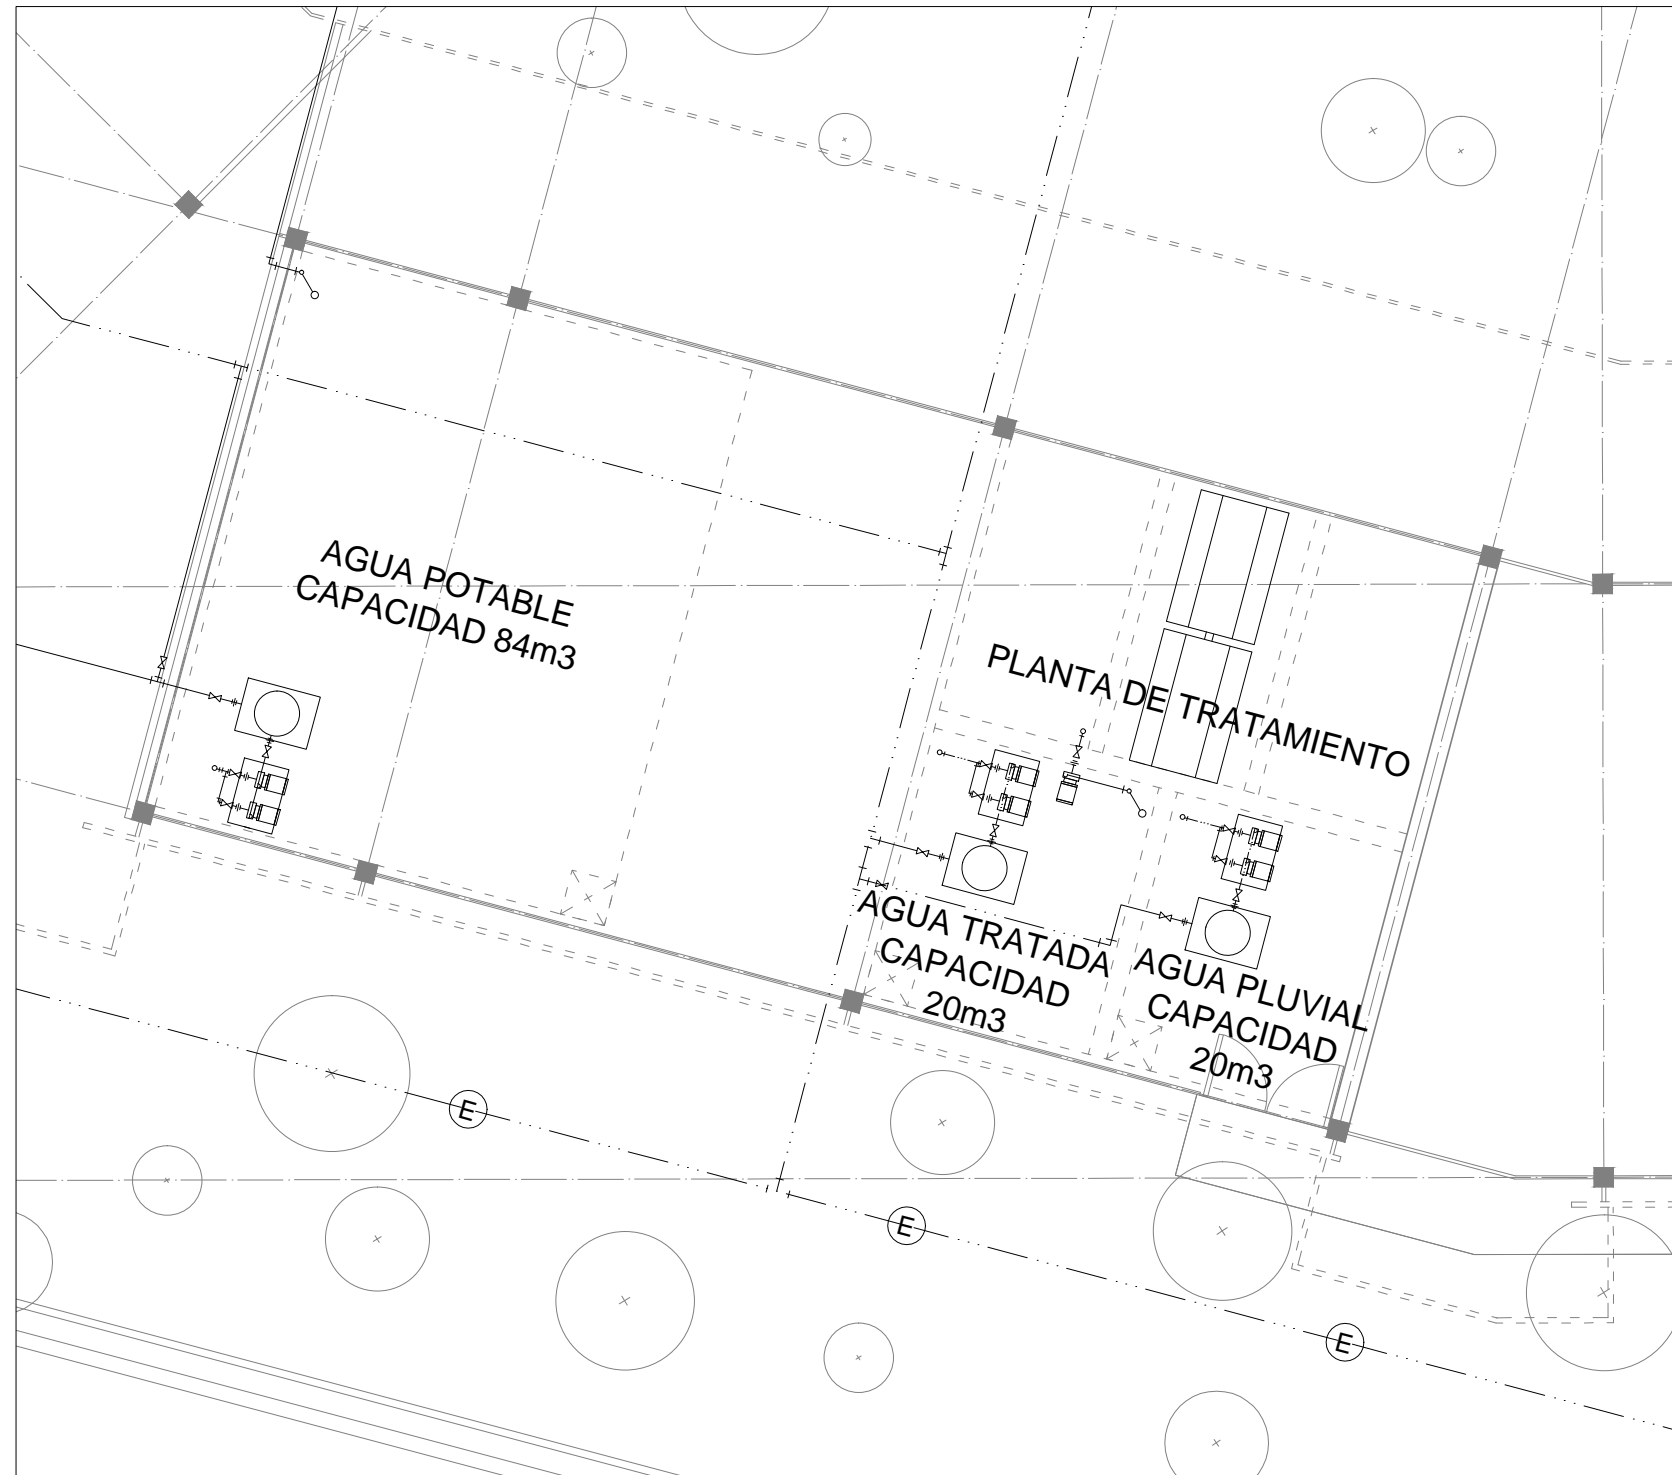 AGUA POTABLE
CAPACIDAD 84m3
PLANTA DE TRATAMIENTO
AGUA TRATADA
CAPACIDAD
20m3
AGUA PLUVIAL
CAPACIDAD
20m3
E
E
E